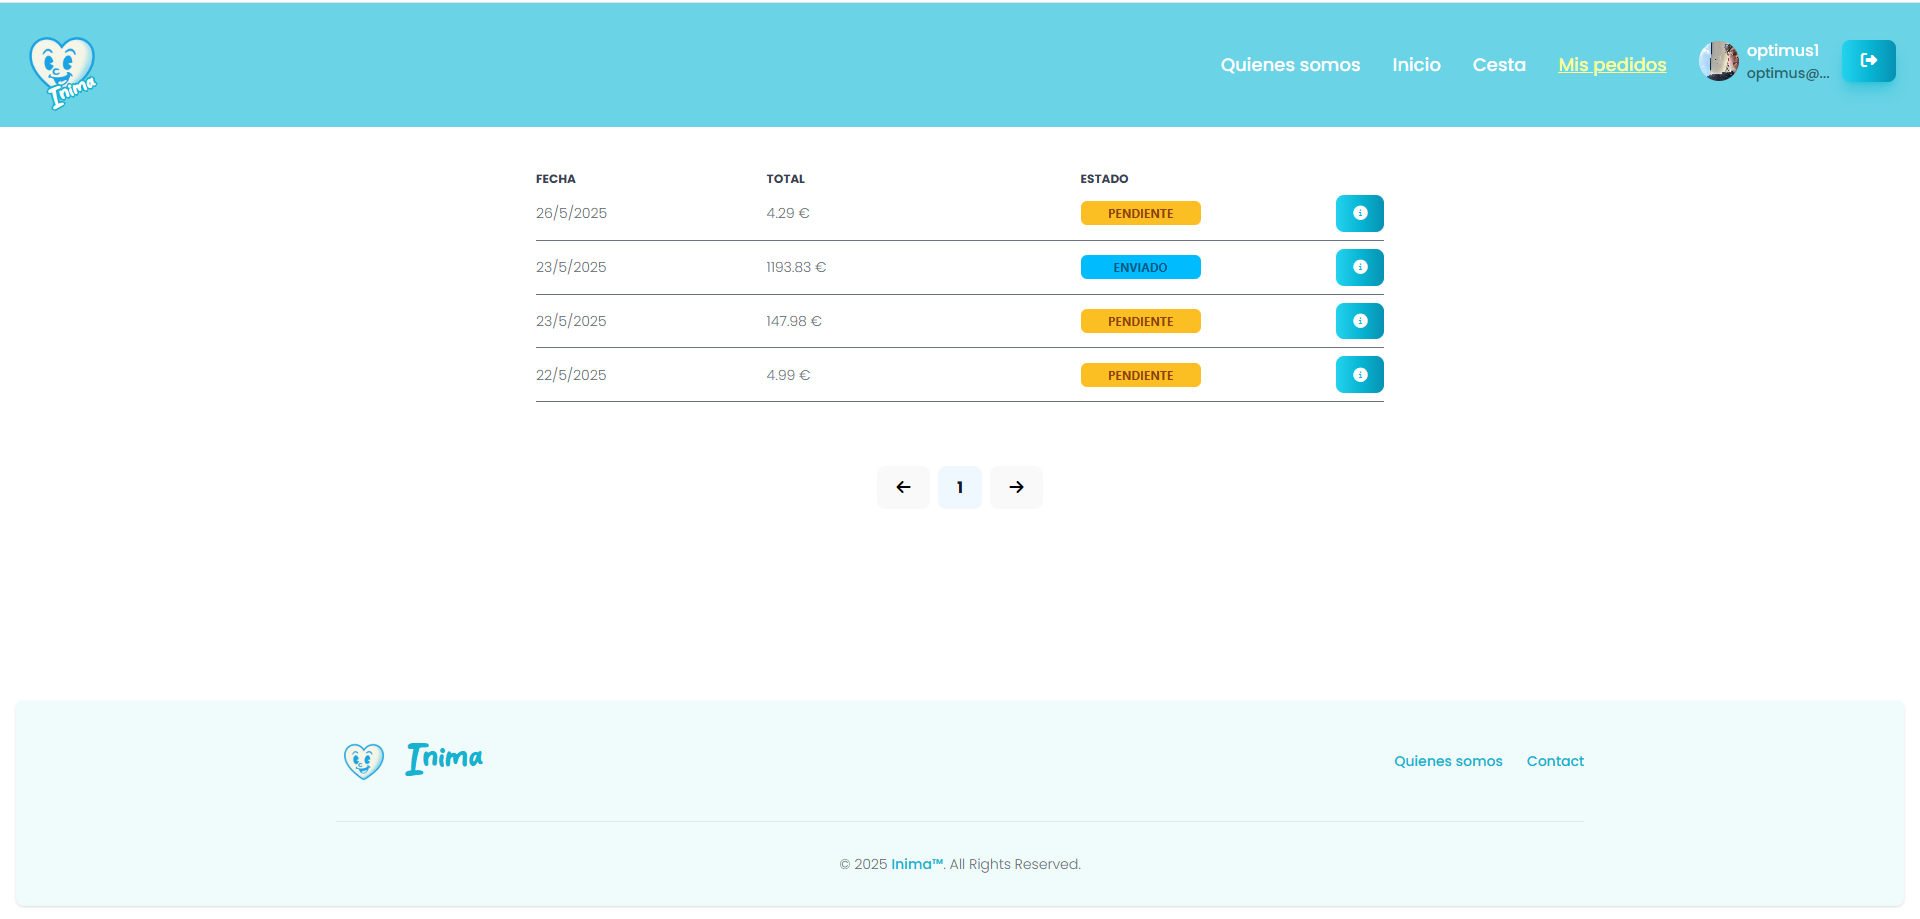 Inima
Quienes somos Inicio Cesta Mis pedidos optimus1
optimus@...
FECHA TOTAL ESTADO
26/5/2025 4.29 € PENDIENTE
23/5/2025 1193.83 € ENVIADO
23/5/2025 147.98 € PENDIENTE
22/5/2025 4.99 € PENDIENTE
1
Inima Quienes somos Contact
© 2025 Inima™. All Rights Reserved.